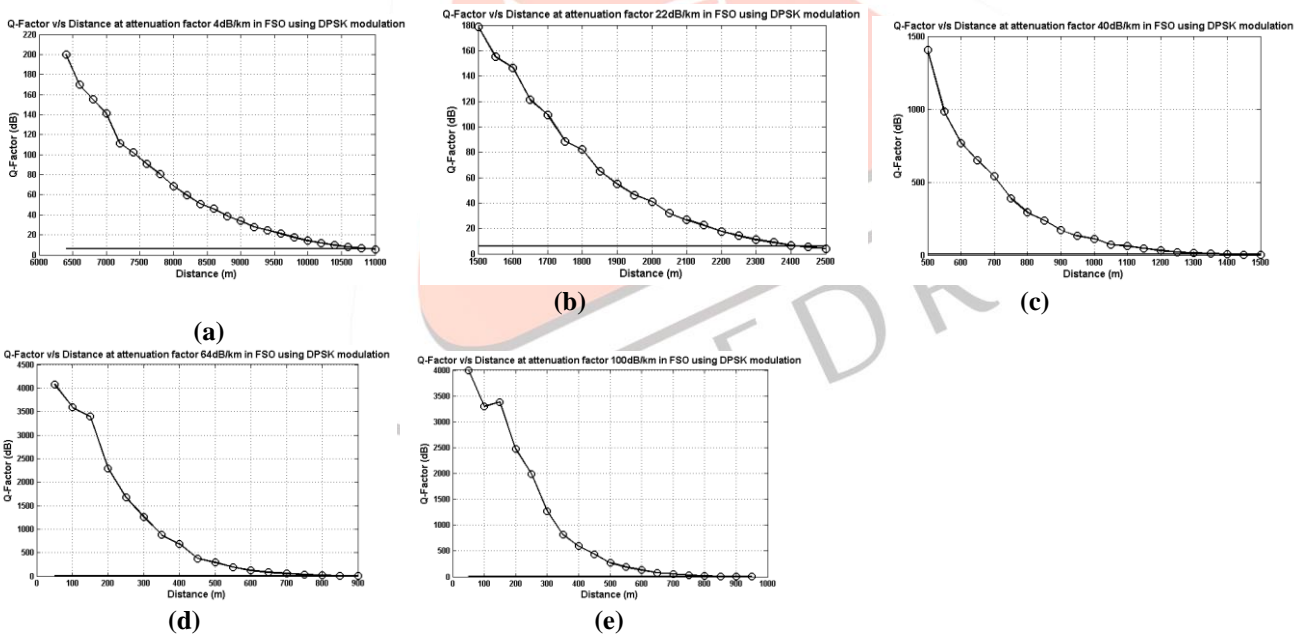 Q-Factor v/s Distance at attenuation factor 4dB/km in FSO using DPSK modulation
220
200
180
160
140
120
100
80
60
40
20
0
Q-Factor (dB)
6000 6500 7000 7500 8000 8500 9000 9500 10000 10500 11000
Distance (m)
(a)
Q-Factor v/s Distance at attenuation factor 22dB/km in FSO using DPSK modulation
180
160
140
120
100
80
60
40
20
0
Q-Factor (dB)
1500 1600 1700 1800 1900 2000 2100 2200 2300 2400 2500
Distance (m)
(b)
Q-Factor v/s Distance at attenuation factor 40dB/km in FSO using DPSK modulation
1500
1000
500
0
Q-Factor (dB)
500 600 700 800 900 1000 1100 1200 1300 1400 1500
Distance (m)
(c)
EDR
Q-Factor v/s Distance at attenuation factor 64dB/km in FSO using DPSK modulation
4500
4000
3500
3000
2500
2000
1500
1000
500
0
Q-Factor (dB)
0 100 200 300 400 500 600 700 800 900
Distance (m)
(d)
Q-Factor v/s Distance at attenuation factor 100dB/km in FSO using DPSK modulation
4000
3500
3000
2500
2000
1500
1000
500
0
Q-Factor (dB)
0 100 200 300 400 500 600 700 800 900 1000
Distance (m)
(e)